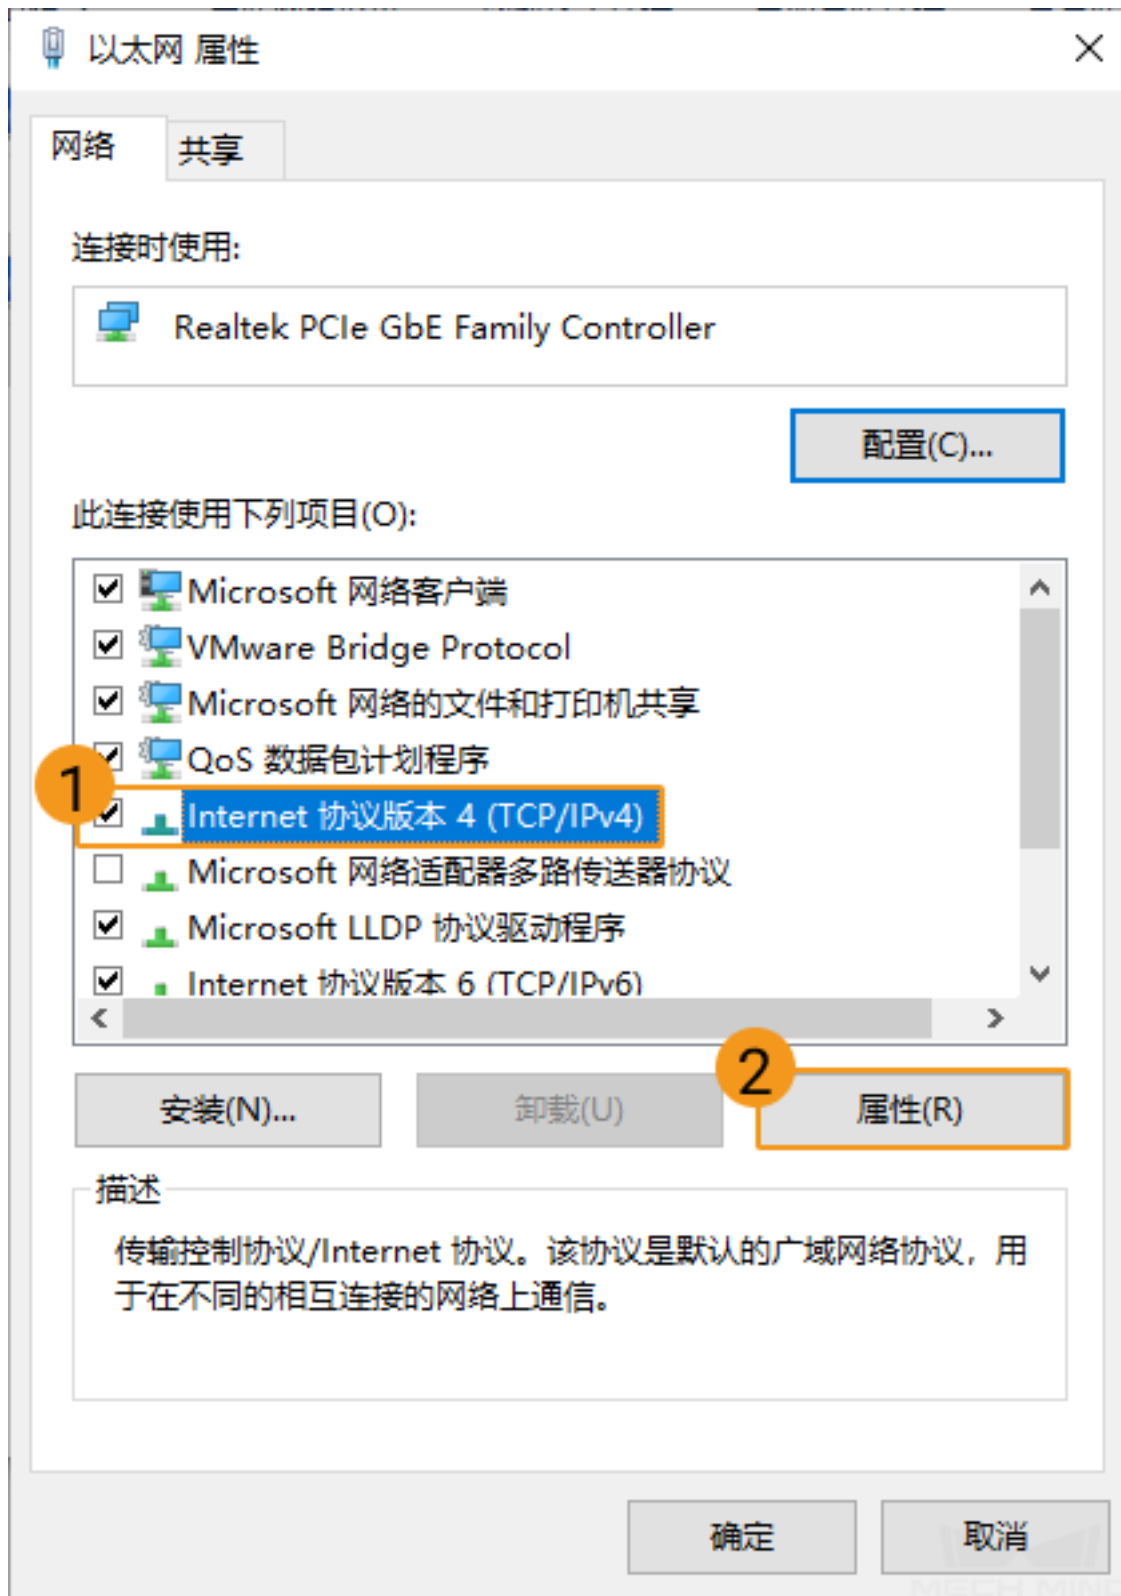 以太网 属性
网络
共享
连接时使用:
Realtek PCIe GbE Family Controller
配置(C)...
此连接使用下列项目(O):
Microsoft 网络客户端
VMware Bridge Protocol
Microsoft 网络的文件和打印机共享
QoS 数据包计划程序
1
Internet 协议版本 4 (TCP/IPv4)
Microsoft 网络适配器多路传送器协议
Microsoft LLDP 协议驱动程序
Internet 协议版本 6 (TCP/IPv6)
安装(N)...
卸载(U)
2
属性(R)
描述
传输控制协议/Internet 协议。该协议是默认的广域网络协议，用
于在不同的相互连接的网络上通信。
确定
取消
MECH MIND